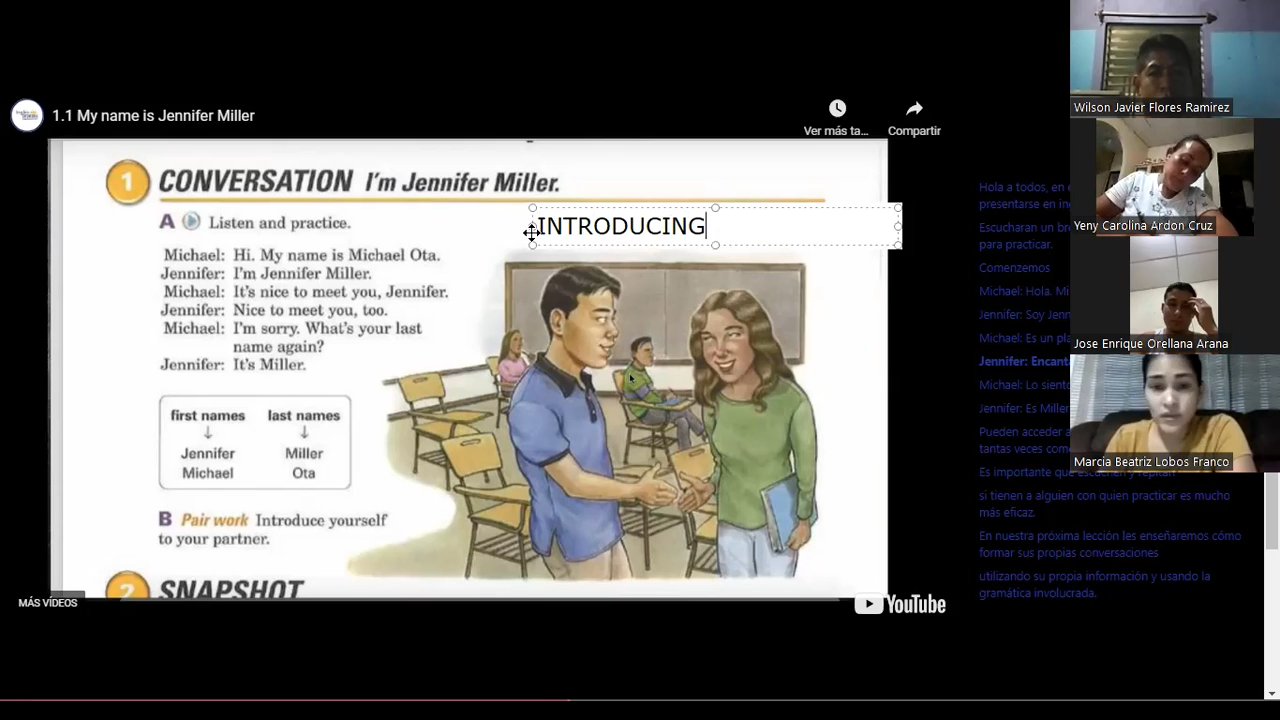 1.1 My name is Jennifer Miller
Ver más ta...
Compartir
1 CONVERSATION I'm Jennifer Miller.
A Listen and practice.
INTRODUCING
Michael: Hi. My name is Michael Ota.
Jennifer: I'm Jennifer Miller.
Michael: It's nice to meet you, Jennifer.
Jennifer: Nice to meet you, too.
Michael: I'm sorry. What's your last
name again?
Jennifer: It's Miller.
first names last names
↓ ↓
Jennifer Miller
Michael Ota
B Pair work Introduce yourself
to your partner.
2 SNAPSHOT
MÁS VÍDEOS
YouTube
Hola a todos, en
presentarse en
Escucharan un
para practicar.
Comenzemos
Michael: Hola. Mi
Jennifer: Soy
Michael: Es un
Jennifer:
Michael: Lo
Jennifer: Es Miller
Pueden acceder
tantas veces
Es importante que escuchen y repitan
si tienen a alguien con quien practicar es mucho
más eficaz.
En nuestra próxima lección les enseñaremos cómo
formar sus propias conversaciones
utilizando su propia información y usando la
gramática involucrada.
Wilson Javier Flores Ramirez
Yeny Carolina Ardon Cruz
Jose Enrique Orellana Arana
Marcia Beatriz Lobos Franco